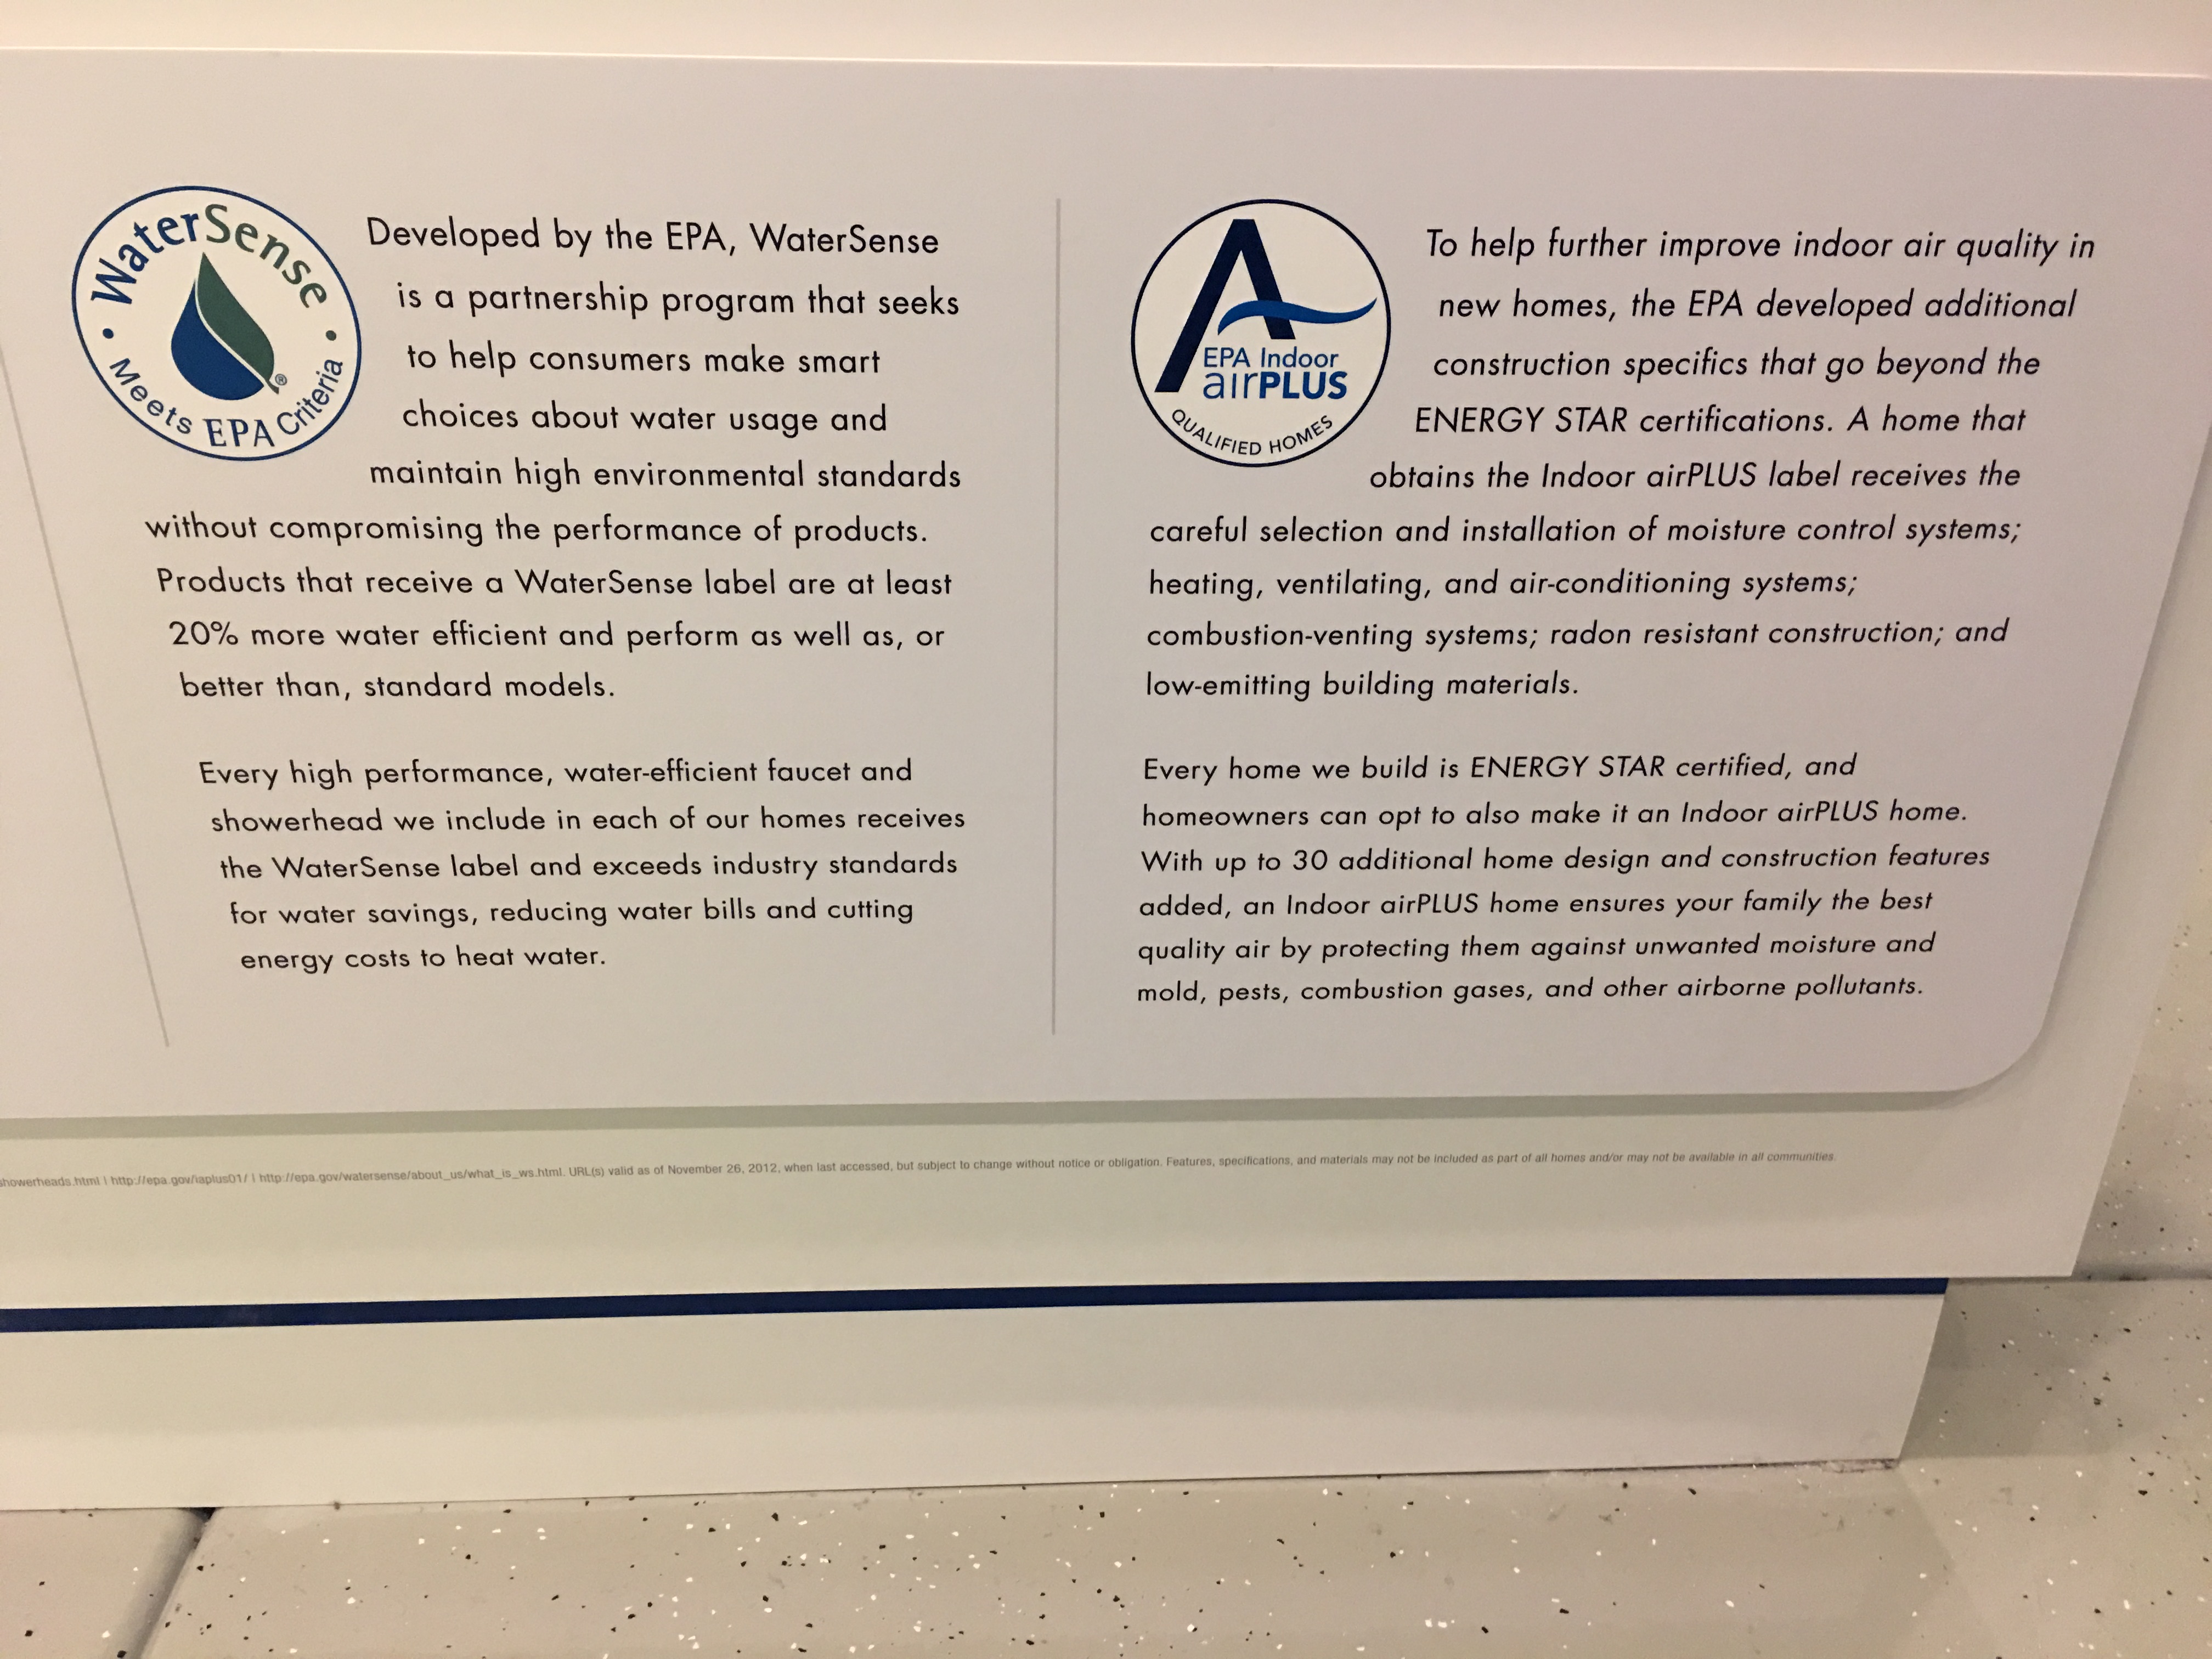 WaterSense
Meets EPA Criteria
®
Developed by the EPA, WaterSense
is a partnership program that seeks
to help consumers make smart
choices about water usage and
maintain high environmental standards
without compromising the performance of products.
Products that receive a WaterSense label are at least
20% more water efficient and perform as well as, or
better than, standard models.
Every high performance, water-efficient faucet and
showerhead we include in each of our homes receives
the WaterSense label and exceeds industry standards
for water savings, reducing water bills and cutting
energy costs to heat water.
A
EPA Indoor
airPLUS
QUALIFIED HOMES
To help further improve indoor air quality in
new homes, the EPA developed additional
construction specifics that go beyond the
ENERGY STAR certifications. A home that
obtains the Indoor airPLUS label receives the
careful selection and installation of moisture control systems;
heating, ventilating, and air-conditioning systems;
combustion-venting systems; radon resistant construction; and
low-emitting building materials.
Every home we build is ENERGY STAR certified, and
homeowners can opt to also make it an Indoor airPLUS home.
With up to 30 additional home design and construction features
added, an Indoor airPLUS home ensures your family the best
quality air by protecting them against unwanted moisture and
mold, pests, combustion gases, and other airborne pollutants.
showerheads.html | http://epa.gov/iaplus01/ | http://epa.gov/watersense/about_us/what_is_ws.html. URL(s) valid as of November 26, 2012, when last accessed, but subject to change without notice or obligation. Features, specifications, and materials may not be included as part of all homes and/or may not be available in all communities.